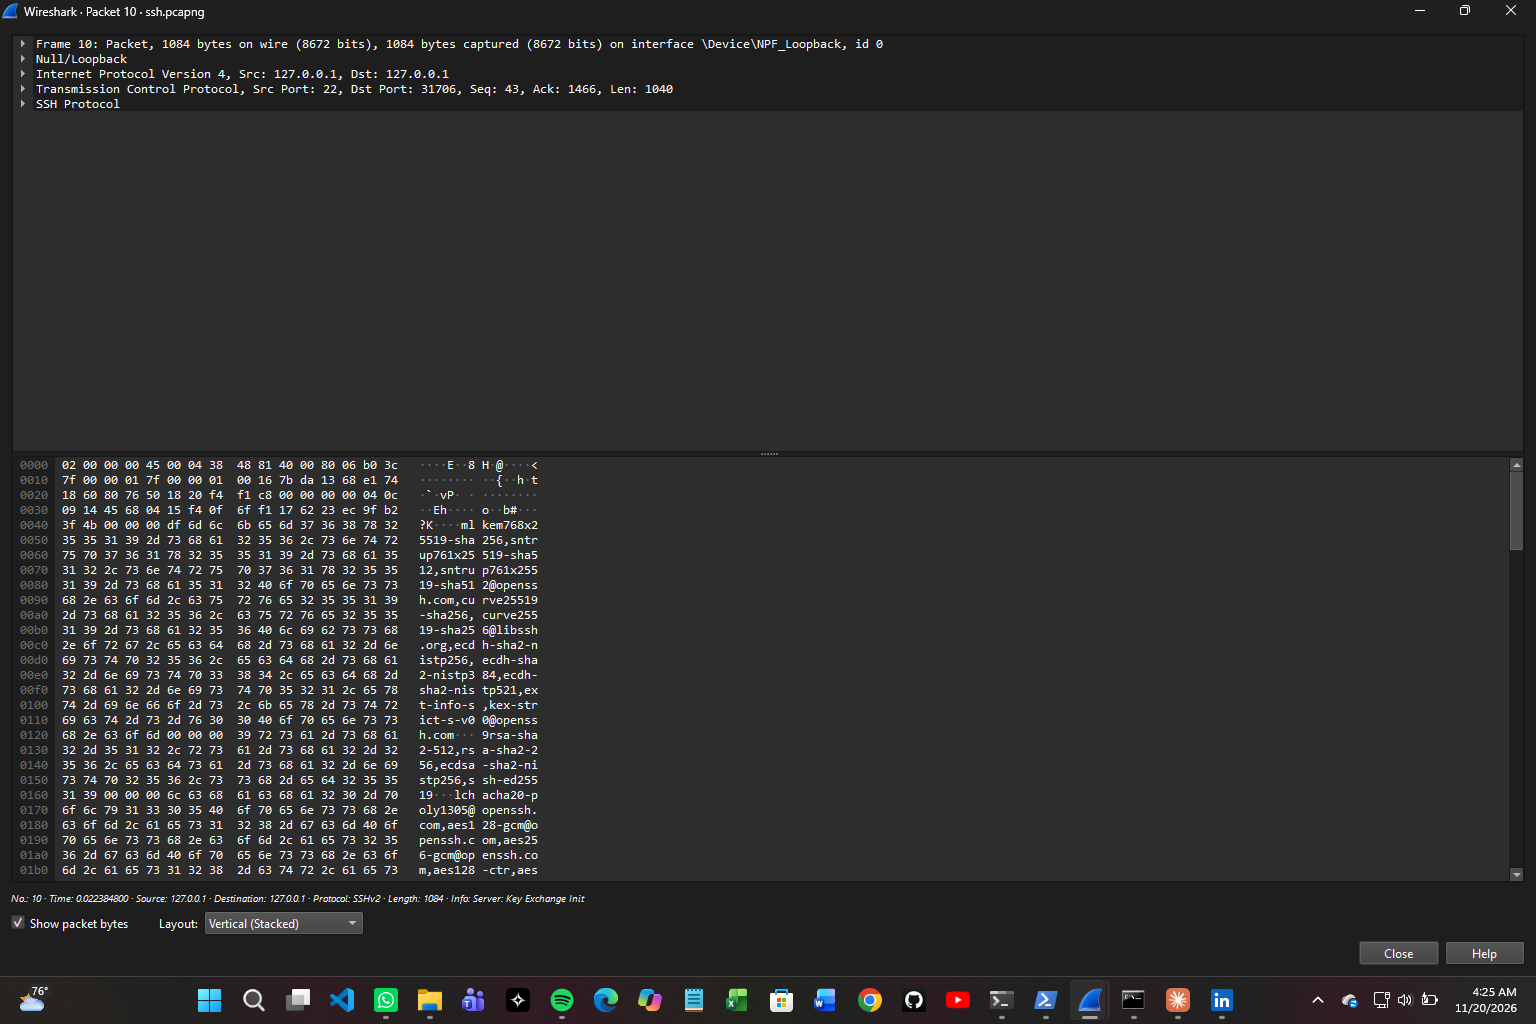 Wireshark · Packet 10 · ssh.pcapng
Frame 10: Packet, 1084 bytes on wire (8672 bits), 1084 bytes captured (8672 bits) on interface \Device\NPF_Loopback, id 0
Null/Loopback
Internet Protocol Version 4, Src: 127.0.0.1, Dst: 127.0.0.1
Transmission Control Protocol, Src Port: 22, Dst Port: 31706, Seq: 43, Ack: 1466, Len: 1040
SSH Protocol
0000 02 00 00 00 45 00 04 38 48 81 40 00 80 06 b0 3c ····E··8 H·@····<
0010 7f 00 00 01 7f 00 00 01 00 16 7b da 13 68 e1 74 ········ ··{··h·t
0020 18 60 80 76 50 18 20 f4 f1 c8 00 00 00 00 04 0c ·`·vP· · ········
0030 09 14 45 68 04 15 f4 0f 6f f1 17 62 23 ec 9f b2 ··Eh···· o··b#···
0040 3f 4b 00 00 00 df 6d 6c 6b 65 6d 37 36 38 78 32 ?K····ml kem768x2
0050 35 35 31 39 2d 73 68 61 32 35 36 2c 73 6e 74 72 5519-sha 256,sntr
0060 75 70 37 36 31 78 32 35 35 31 39 2d 73 68 61 35 up761x25 519-sha5
0070 31 32 2c 73 6e 74 72 75 70 37 36 31 78 32 35 35 12,sntru p761x255
0080 31 39 2d 73 68 61 35 31 32 40 6f 70 65 6e 73 73 19-sha51 2@openss
0090 68 2e 63 6f 6d 2c 63 75 72 76 65 32 35 35 31 39 h.com,cu rve25519
00a0 2d 73 68 61 32 35 36 2c 63 75 72 76 65 32 35 35 -sha256, curve255
00b0 31 39 2d 73 68 61 32 35 36 40 6c 69 62 73 73 68 19-sha25 6@libssh
00c0 2e 6f 72 67 2c 65 63 64 68 2d 73 68 61 32 2d 6e .org,ecd h-sha2-n
00d0 69 73 74 70 32 35 36 2c 65 63 64 68 2d 73 68 61 istp256, ecdh-sha
00e0 32 2d 6e 69 73 74 70 33 38 34 2c 65 63 64 68 2d 2-nistp3 84,ecdh-
00f0 73 68 61 32 2d 6e 69 73 74 70 35 32 31 2c 65 78 sha2-nis tp521,ex
0100 74 2d 69 6e 66 6f 2d 73 2c 6b 65 78 2d 73 74 72 t-info-s ,kex-str
0110 69 63 74 2d 73 2d 76 30 30 40 6f 70 65 6e 73 73 ict-s-v0 0@openss
0120 68 2e 63 6f 6d 00 00 00 39 72 73 61 2d 73 68 61 h.com··· 9rsa-sha
0130 32 2d 35 31 32 2c 72 73 61 2d 73 68 61 32 2d 32 2-512,rs a-sha2-2
0140 35 36 2c 65 63 64 73 61 2d 73 68 61 32 2d 6e 69 56,ecdsa -sha2-ni
0150 73 74 70 32 35 36 2c 73 73 68 2d 65 64 32 35 35 stp256,s sh-ed255
0160 31 39 00 00 00 6c 63 68 61 63 68 61 32 30 2d 70 19···lch acha20-p
0170 6f 6c 79 31 33 30 35 40 6f 70 65 6e 73 73 68 2e oly1305@ openssh.
0180 63 6f 6d 2c 61 65 73 31 32 38 2d 67 63 6d 40 6f com,aes1 28-gcm@o
0190 70 65 6e 73 73 68 2e 63 6f 6d 2c 61 65 73 32 35 penssh.c om,aes25
01a0 36 2d 67 63 6d 40 6f 70 65 6e 73 73 68 2e 63 6f 6-gcm@op enssh.co
01b0 6d 2c 61 65 73 31 32 38 2d 63 74 72 2c 61 65 73 m,aes128 -ctr,aes
No.: 10 · Time: 0.022384800 · Source: 127.0.0.1 · Destination: 127.0.0.1 · Protocol: SSHv2 · Length: 1084 · Info: Server: Key Exchange Init
Show packet bytes
Layout: Vertical (Stacked)
Close
Help
76°
4:25 AM
11/20/2026